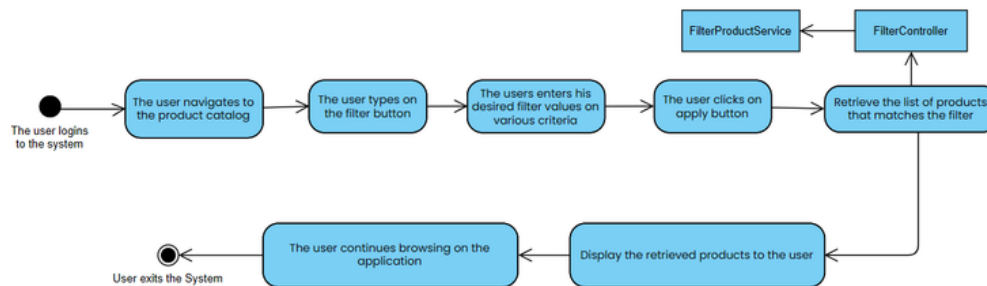 FilterProductService
FilterController
The user navigates to
the product catalog
The user types on
the filter button
The users enters his
desired filter values on
various criteria
The user clicks on
apply button
Retrieve the list of products
that matches the filter
The user logins
to the system
The user continues browsing on the
application
Display the retrieved products to the user
User exits the System